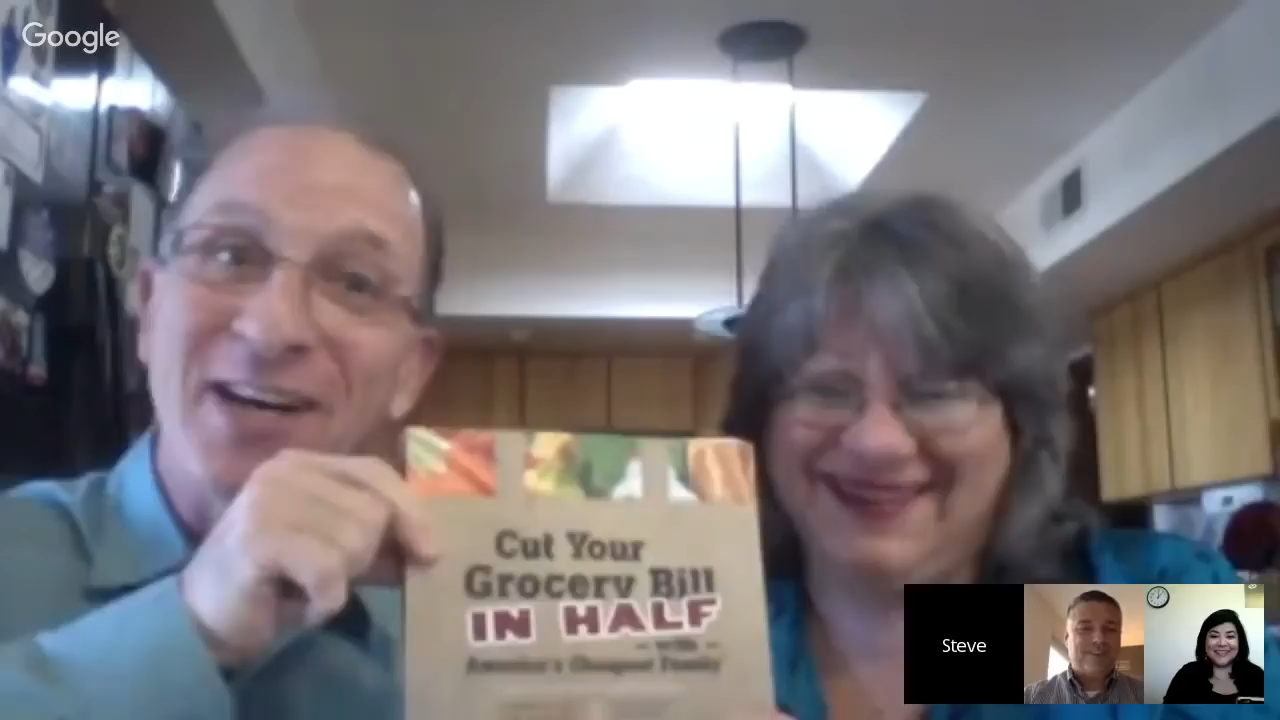 Google
Cut Your
Grocery Bill
IN HALF
– with –
America's Cheapest Family
Steve